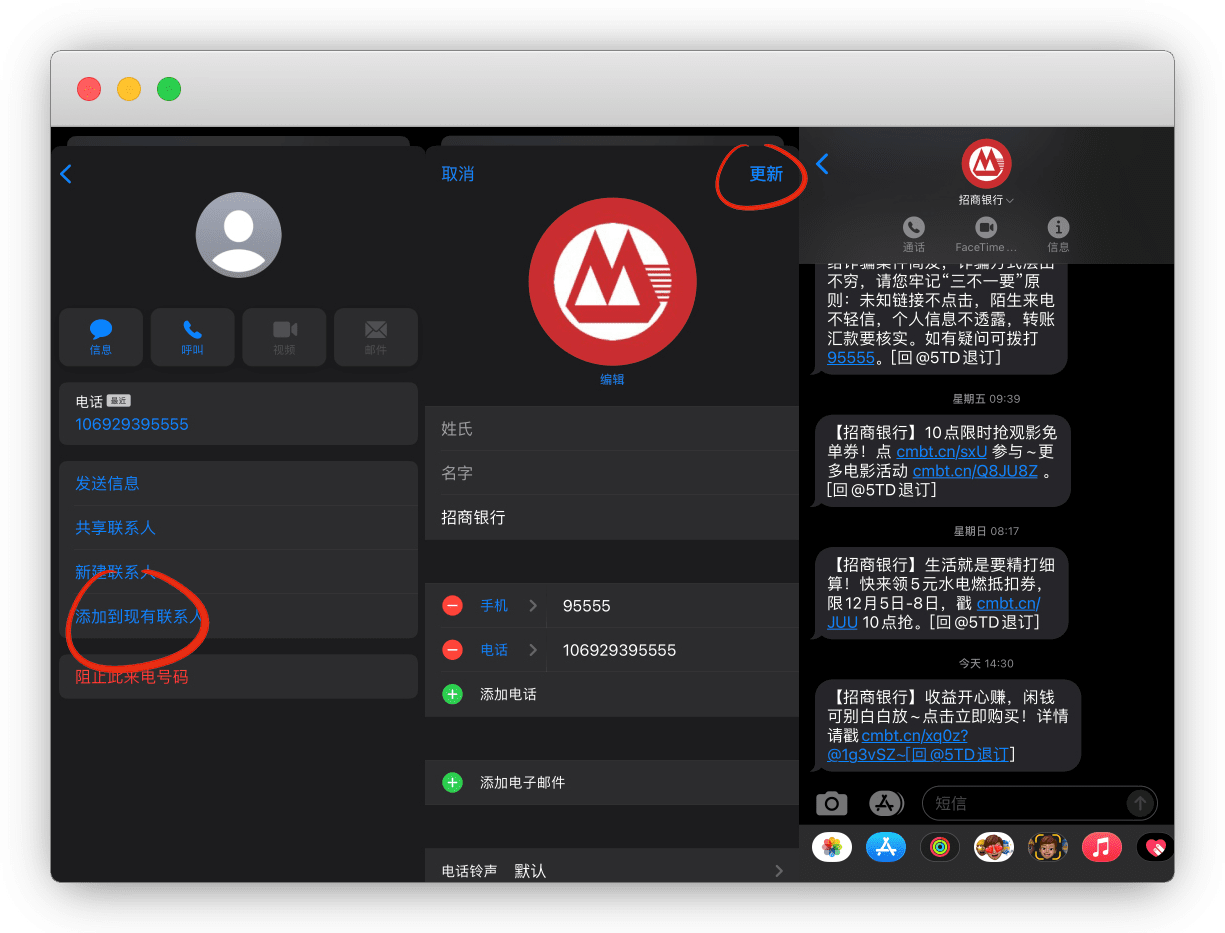 信息
呼叫
视频
邮件
电话 最近
106929395555
发送信息
共享联系人
新建联系人
添加到现有联系人
阻止此来电号码
取消
更新
编辑
姓氏
名字
招商银行
手机 95555
电话 106929395555
添加电话
添加电子邮件
电话铃声 默认
招商银行
通话
FaceTime ...
信息
给诈骗案件高发，诈骗方式层出
不穷，请您牢记“三不一要”原
则：未知链接不点击，陌生来电
不轻信，个人信息不透露，转账
汇款要核实。如有疑问可拨打
95555。[回@5TD退订]
星期五 09:39
【招商银行】10点限时抢观影免
单券！点 cmbt.cn/sxU 参与~更
多电影活动 cmbt.cn/Q8JU8Z 。
[回@5TD退订]
星期日 08:17
【招商银行】生活就是要精打细
算！快来领5元水电燃抵扣券，
限12月5日-8日，戳 cmbt.cn/
JUU 10点抢。[回@5TD退订]
今天 14:30
【招商银行】收益开心赚，闲钱
可别白白放~点击立即购买！详情
请戳cmbt.cn/xq0z?
@1g3vSZ~[回@5TD退订]
短信